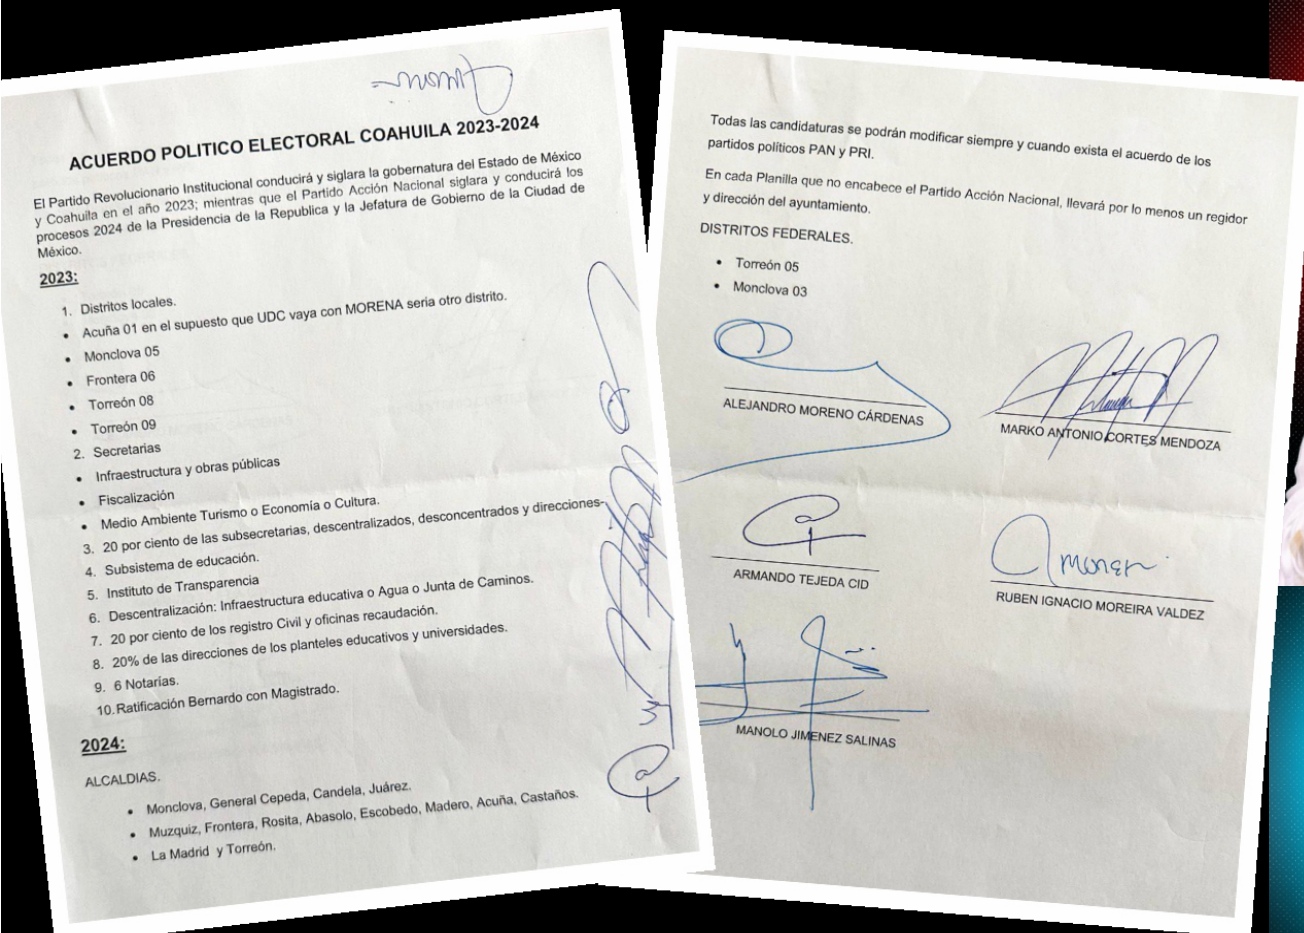 ACUERDO POLITICO ELECTORAL COAHUILA 2023-2024
El Partido Revolucionario Institucional conducirá y siglara la gobernatura del Estado de México
y Coahuila en el año 2023; mientras que el Partido Acción Nacional siglara y conducirá los
procesos 2024 de la Presidencia de la Republica y la Jefatura de Gobierno de la Ciudad de
México.
2023:
1. Distritos locales.
• Acuña 01 en el supuesto que UDC vaya con MORENA seria otro distrito.
• Monclova 05
• Frontera 06
• Torreón 08
• Torreón 09
2. Secretarias
• Infraestructura y obras públicas
• Fiscalización
• Medio Ambiente Turismo o Economía o Cultura.
3. 20 por ciento de las subsecretarias, descentralizados, desconcentrados y direcciones-
4. Subsistema de educación.
5. Instituto de Transparencia
6. Descentralización: Infraestructura educativa o Agua o Junta de Caminos.
7. 20 por ciento de los registro Civil y oficinas recaudación.
8. 20% de las direcciones de los planteles educativos y universidades.
9. 6 Notarías.
10. Ratificación Bernardo con Magistrado.
2024:
ALCALDIAS.
• Monclova, General Cepeda, Candela, Juárez.
• Muzquiz, Frontera, Rosita, Abasolo, Escobedo, Madero, Acuña, Castaños.
• La Madrid y Torreón.
Todas las candidaturas se podrán modificar siempre y cuando exista el acuerdo de los
partidos políticos PAN y PRI.
En cada Planilla que no encabece el Partido Acción Nacional, llevará por lo menos un regidor
y dirección del ayuntamiento.
DISTRITOS FEDERALES.
• Torreón 05
• Monclova 03
ALEJANDRO MORENO CÁRDENAS
MARKO ANTONIO CORTES MENDOZA
ARMANDO TEJEDA CID
RUBEN IGNACIO MOREIRA VALDEZ
MANOLO JIMENEZ SALINAS